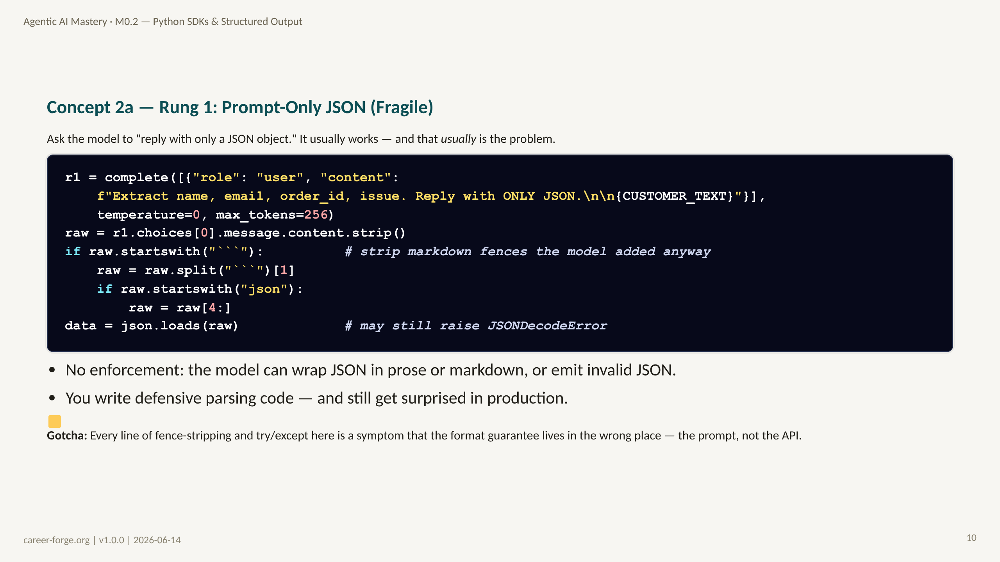 Agentic AI Mastery · M0.2 — Python SDKs & Structured Output
Concept 2a — Rung 1: Prompt-Only JSON (Fragile)
Ask the model to "reply with only a JSON object." It usually works — and that usually is the problem.
r1 = complete([{"role": "user", "content":
    f"Extract name, email, order_id, issue. Reply with ONLY JSON.\n\n{CUSTOMER_TEXT}"}],
    temperature=0, max_tokens=256)
raw = r1.choices[0].message.content.strip()
if raw.startswith("```"):          # strip markdown fences the model added anyway
    raw = raw.split("```")[1]
    if raw.startswith("json"):
        raw = raw[4:]
data = json.loads(raw)             # may still raise JSONDecodeError
• No enforcement: the model can wrap JSON in prose or markdown, or emit invalid JSON.
• You write defensive parsing code — and still get surprised in production.
Gotcha: Every line of fence-stripping and try/except here is a symptom that the format guarantee lives in the wrong place — the prompt, not the API.
career-forge.org | v1.0.0 | 2026-06-14
10